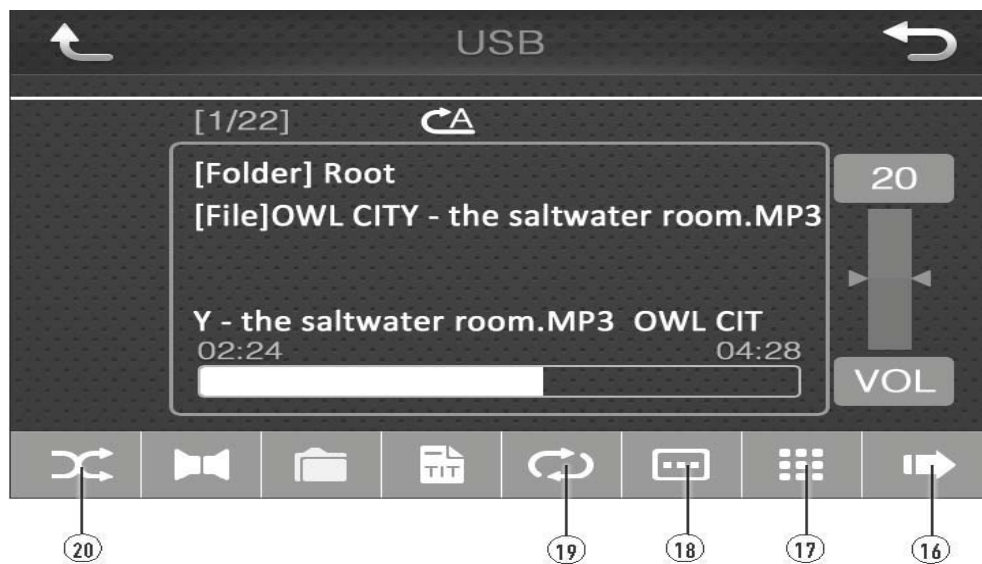 USB
[1/22] A
[Folder] Root
20
[File]OWL CITY - the saltwater room.MP3
Y - the saltwater room.MP3  OWL CIT
02:24 04:28
VOL
TIT
20 19 18 17 16